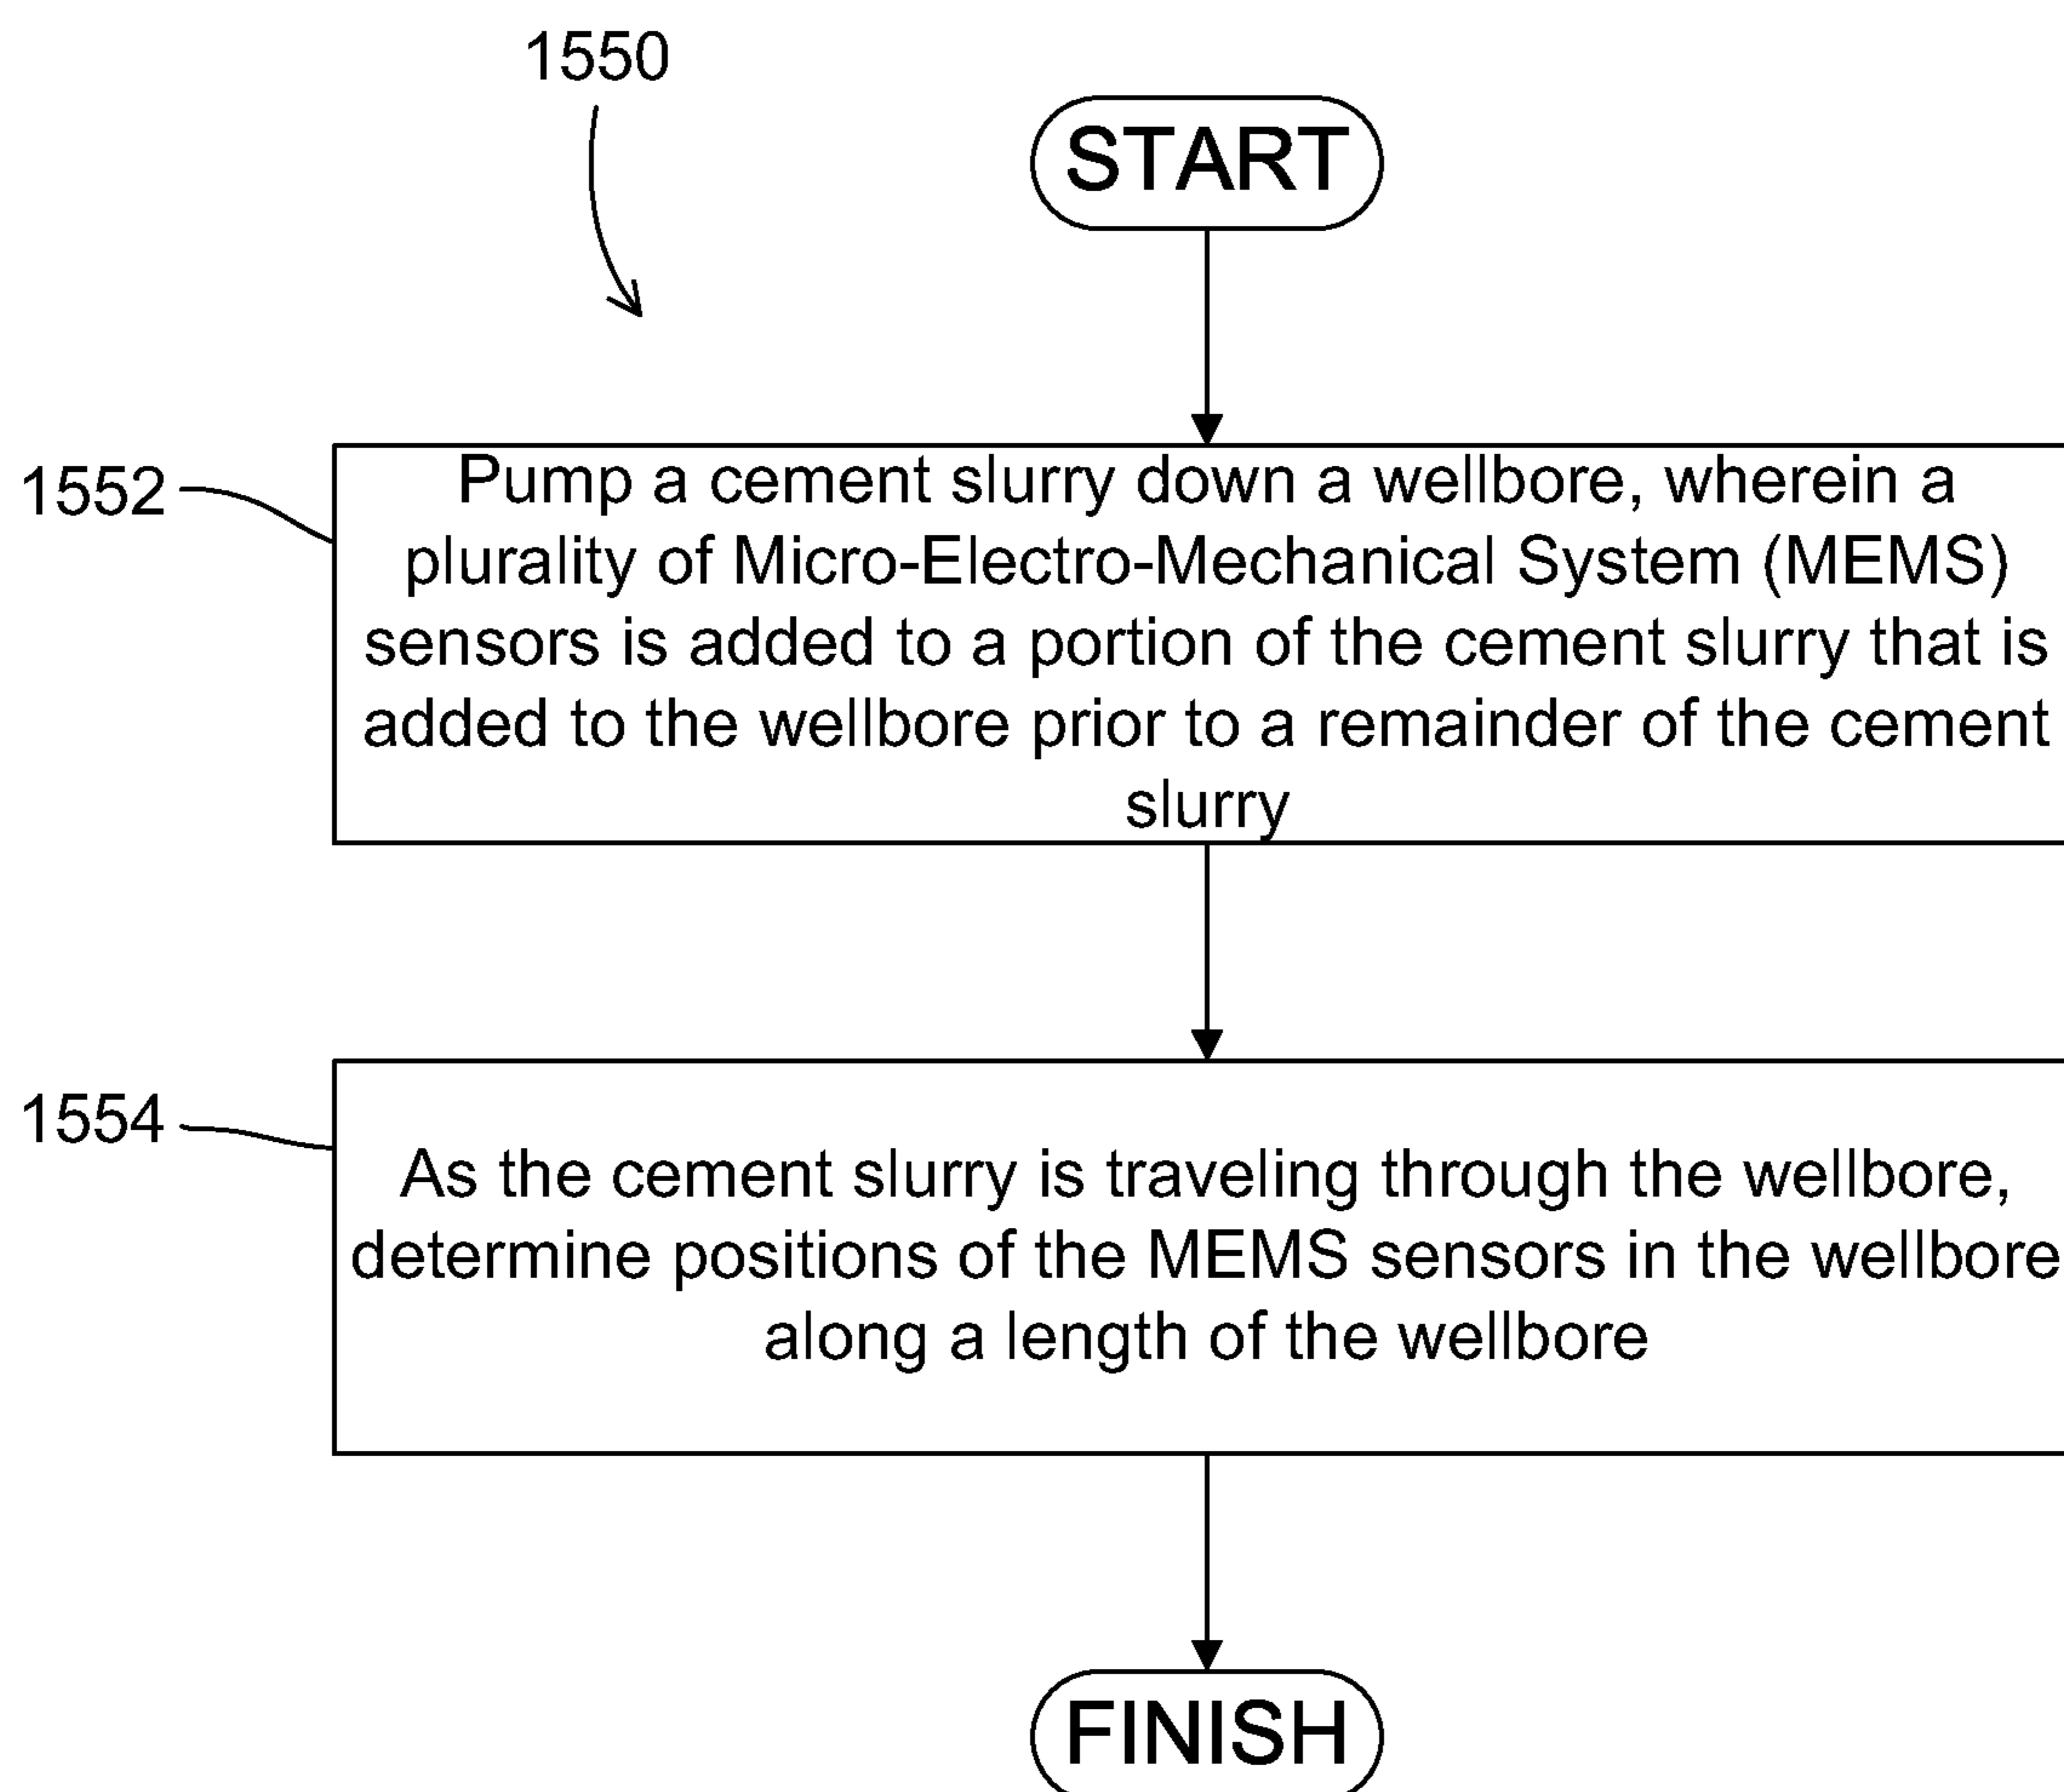 1550
START
1552
Pump a cement slurry down a wellbore, wherein a
plurality of Micro-Electro-Mechanical System (MEMS)
sensors is added to a portion of the cement slurry that is
added to the wellbore prior to a remainder of the cement
slurry
1554
As the cement slurry is traveling through the wellbore,
determine positions of the MEMS sensors in the wellbore
along a length of the wellbore
FINISH